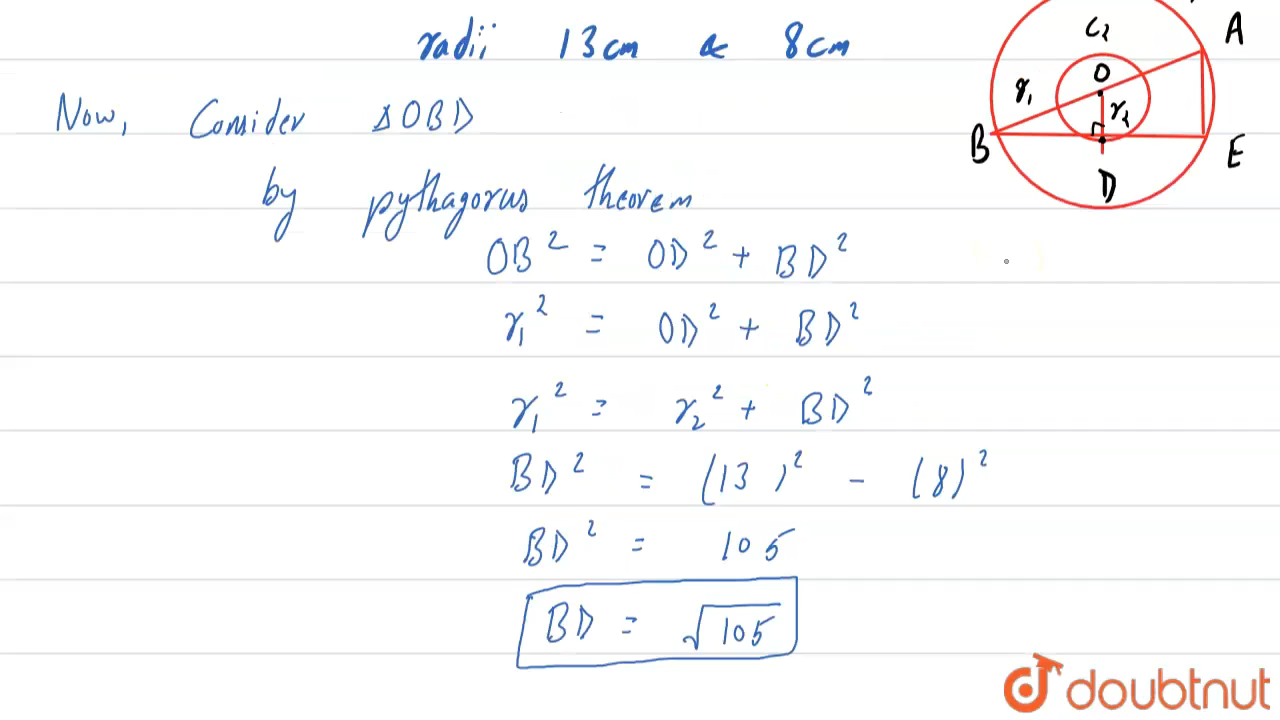 radii 13cm & 8cm
Now, Consider ΔOBD
by pythagorus theorem
OB² = OD² + BD²
r₁² = OD² + BD²
r₁² = r₂² + BD²
BD² = (13)² - (8)²
BD² = 105
BD = √105
C₂
A
O
r₁
r₂
B
E
D
doubtnut